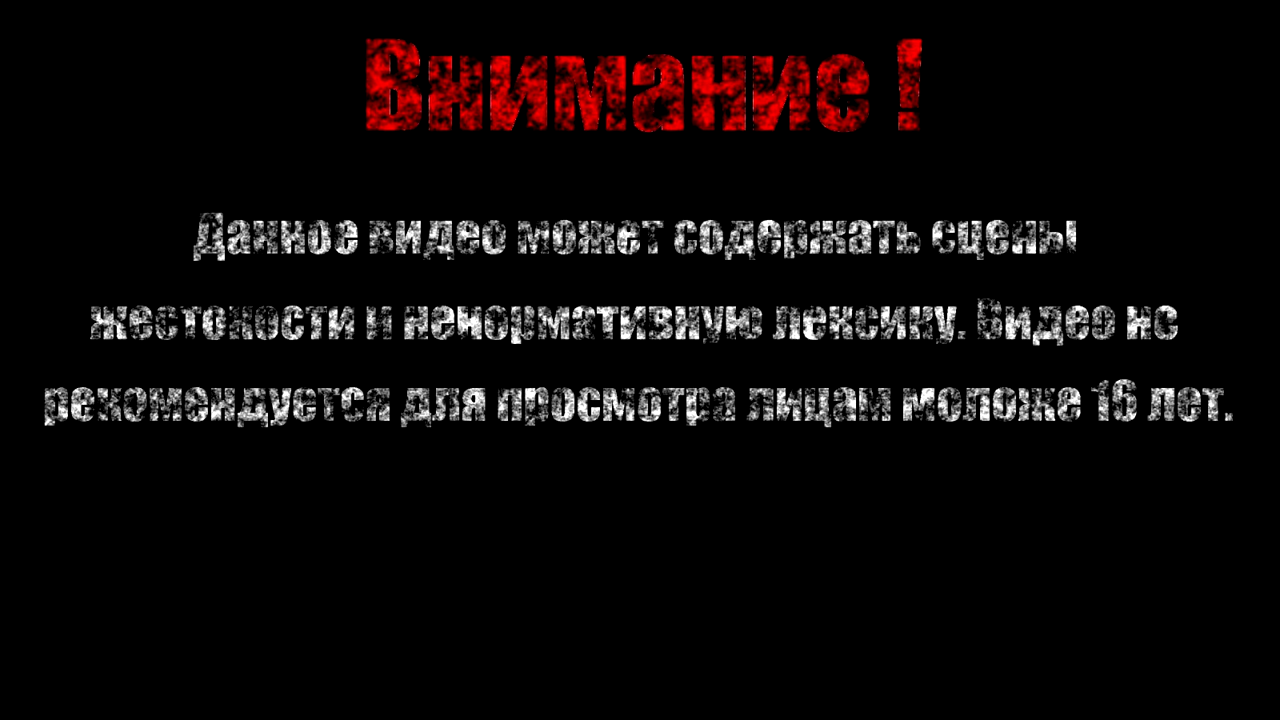 Внимание !
Данное видео может содержать сцены
жестокости и ненормативную лексику. Видео не
рекомендуется для просмотра лицам моложе 16 лет.